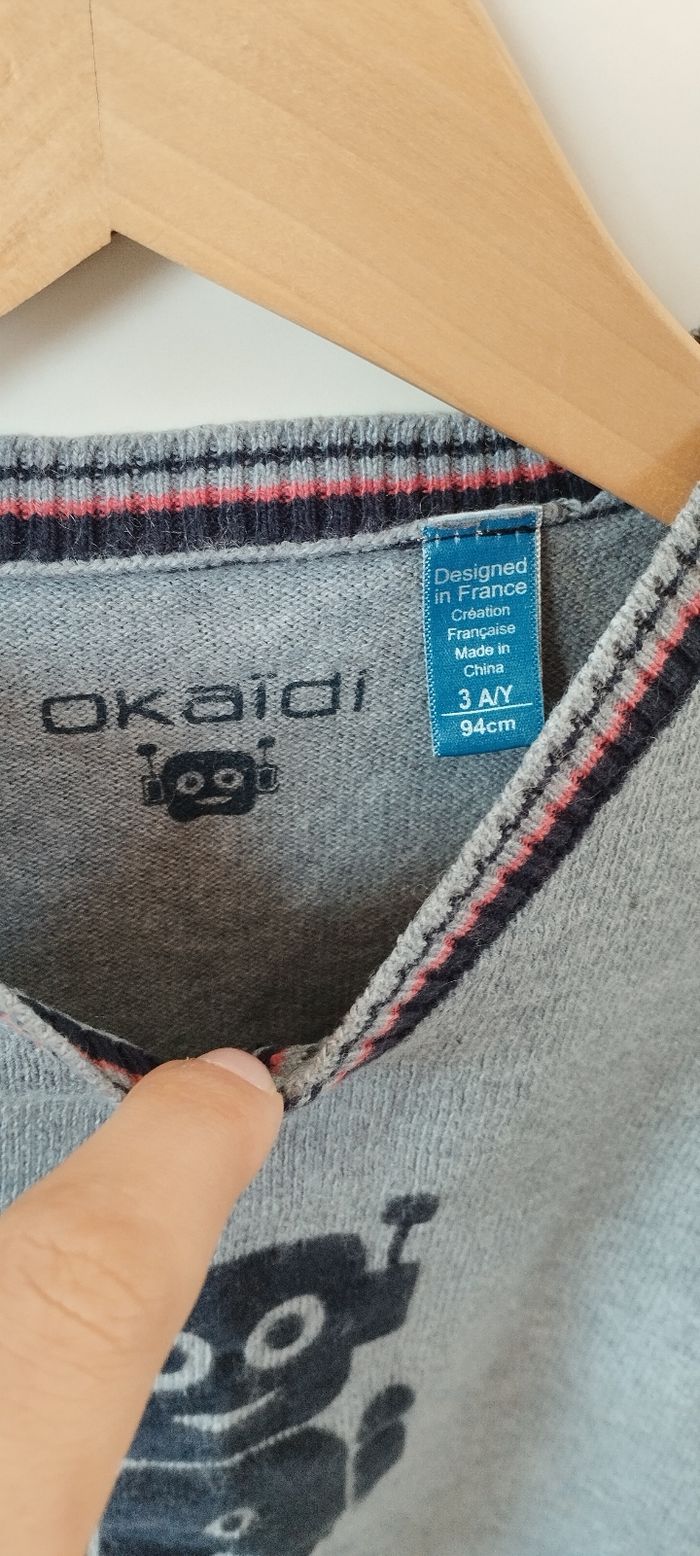 okaïdi
Designed
in France
Création
Française
Made in
China
3 A/Y
94cm